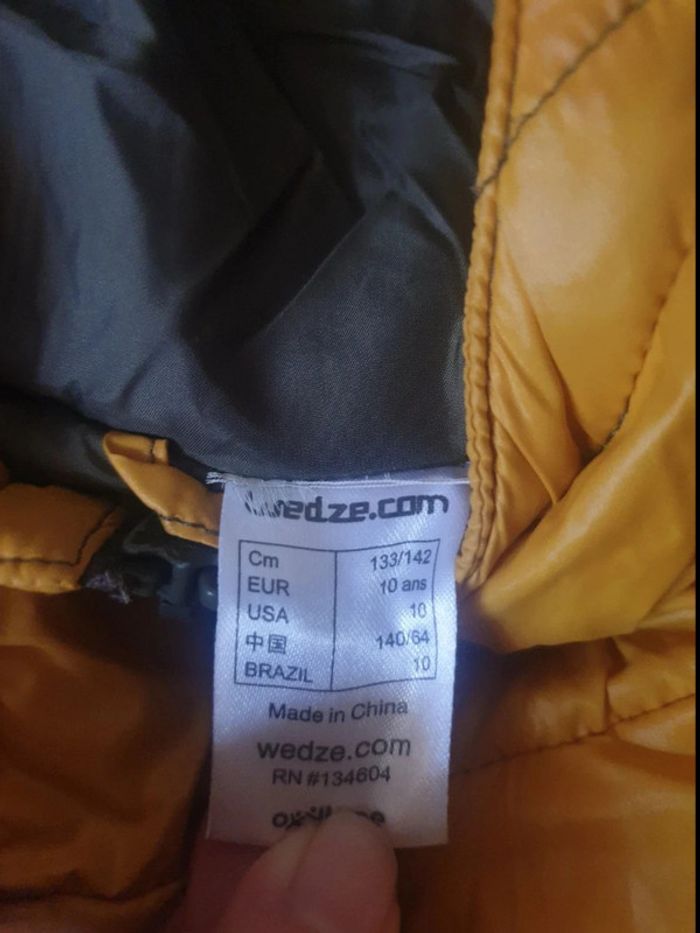 wedze.com
Cm 133/142
EUR 10 ans
USA 10
中国 140/64
BRAZIL 10
Made in China
wedze.com
RN #134604